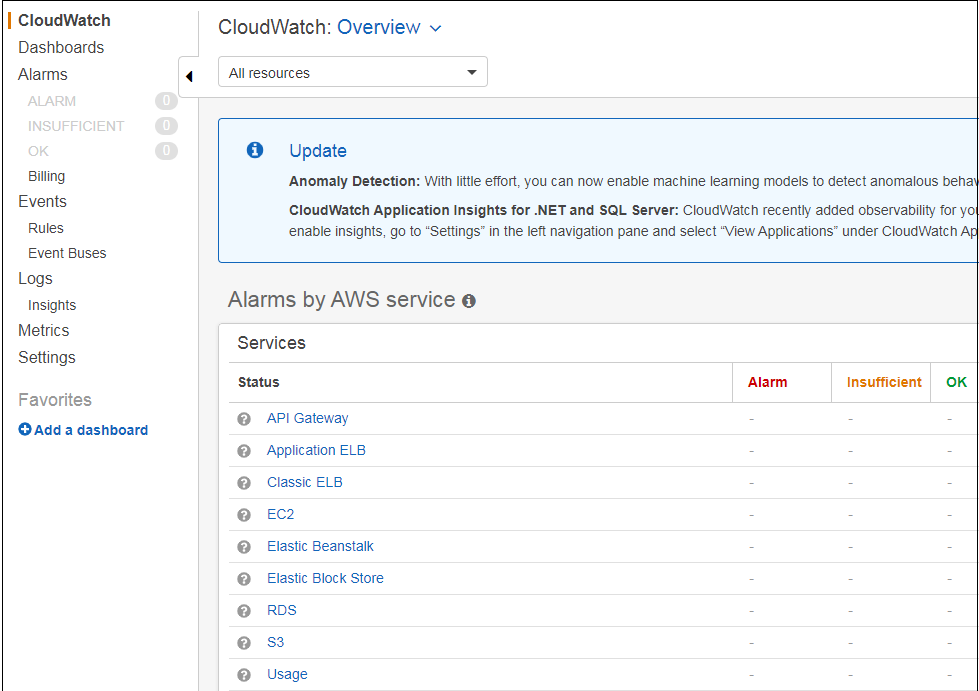 CloudWatch
Dashboards
Alarms
ALARM 0
INSUFFICIENT 0
OK 0
Billing
Events
Rules
Event Buses
Logs
Insights
Metrics
Settings
Favorites
Add a dashboard
CloudWatch: Overview
All resources
Update
Anomaly Detection: With little effort, you can now enable machine learning models to detect anomalous
CloudWatch Application Insights for .NET and SQL Server: CloudWatch recently added observability for
enable insights, go to “Settings” in the left navigation pane and select “View Applications” under CloudWatch
Alarms by AWS service
Services
Status Alarm Insufficient OK
API Gateway - - -
Application ELB - - -
Classic ELB - - -
EC2 - - -
Elastic Beanstalk - - -
Elastic Block Store - - -
RDS - - -
S3 - - -
Usage - - -